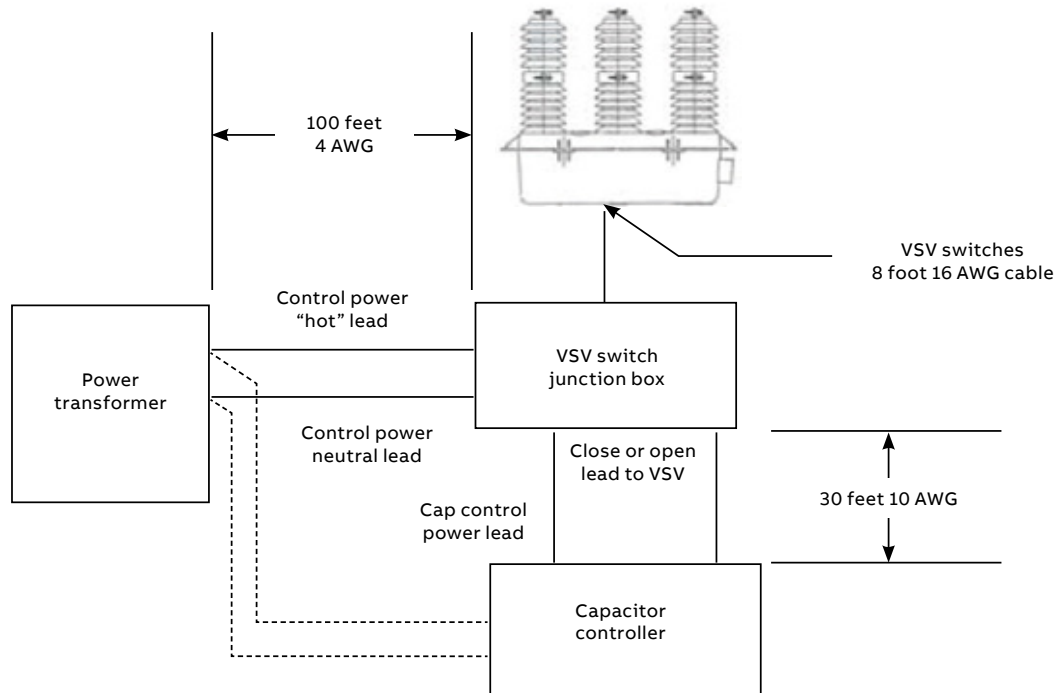 100 feet
4 AWG
VSV switches
8 foot 16 AWG cable
Control power
“hot” lead
Power
transformer
VSV switch
junction box
Control power
neutral lead
Close or open
lead to VSV
Cap control
power lead
30 feet 10 AWG
Capacitor
controller